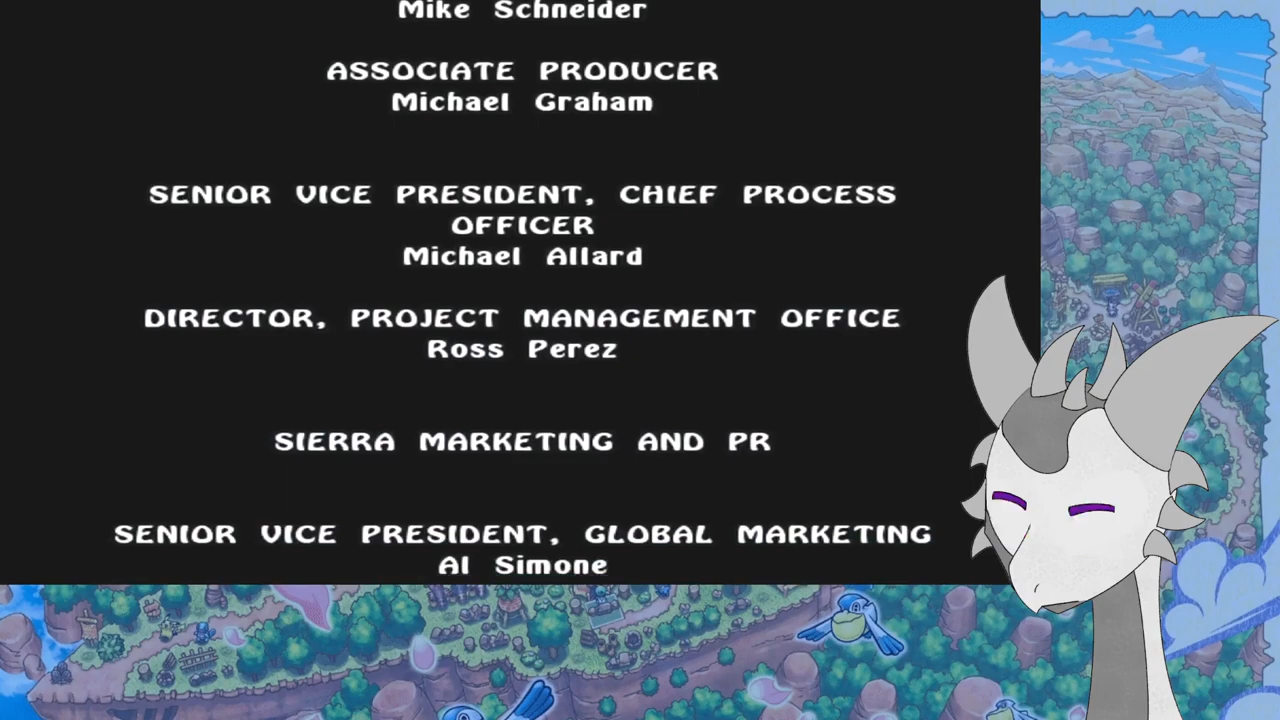 Mike Schneider
ASSOCIATE PRODUCER
Michael Graham
SENIOR VICE PRESIDENT, CHIEF PROCESS
OFFICER
Michael Allard
DIRECTOR, PROJECT MANAGEMENT OFFICE
Ross Perez
SIERRA MARKETING AND PR
SENIOR VICE PRESIDENT, GLOBAL MARKETING
Al Simone